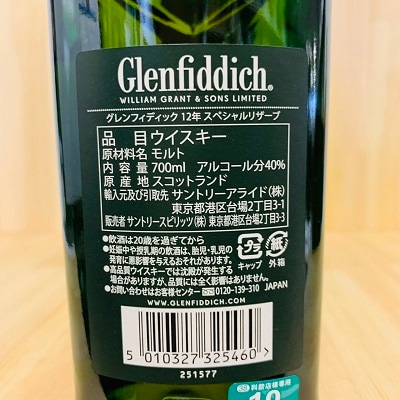 Glenfiddich®
WILLIAM GRANT & SONS LIMITED
グレンフィディック 12年 スペシャルリザーブ
品 目 ウイスキー
原材料名 モルト
内 容 量 700ml アルコール分40%
原 産 地 スコットランド
輸入元及び引取先 サントリーアライド(株)
東京都港区台場2丁目3-1
販売者 サントリースピリッツ(株) 東京都港区台場2丁目3-3
●飲酒は20歳を過ぎてから
●妊娠中や授乳期の飲酒は、胎児・乳児の
発育に悪影響を与えるおそれがあります。
●高品質ウイスキーでは沈殿が発生する
場合がありますが、品質には全く影響はありません。
●お問い合わせはお客様センター 0120-139-310 JAPAN
プラ
キャップ
紙
外箱
WWW.GLENFIDDICH.COM
5 010327 325460 >
251577
料飲店様専用